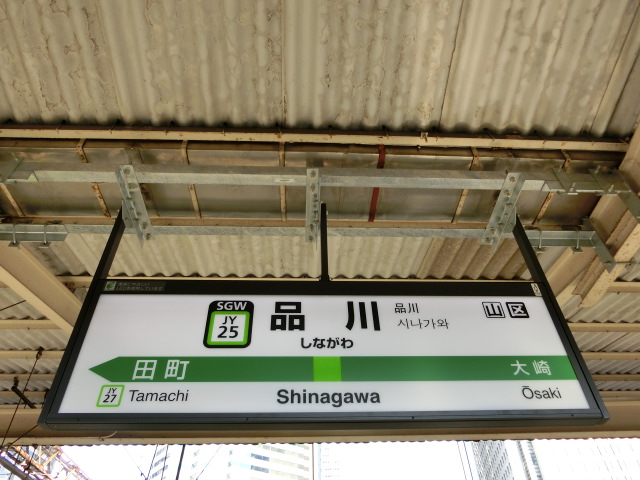 SGW
JY
25
品川
しながわ
品川
시나가와
山区
田町
大崎
JY
27
Tamachi
Shinagawa
Ōsaki